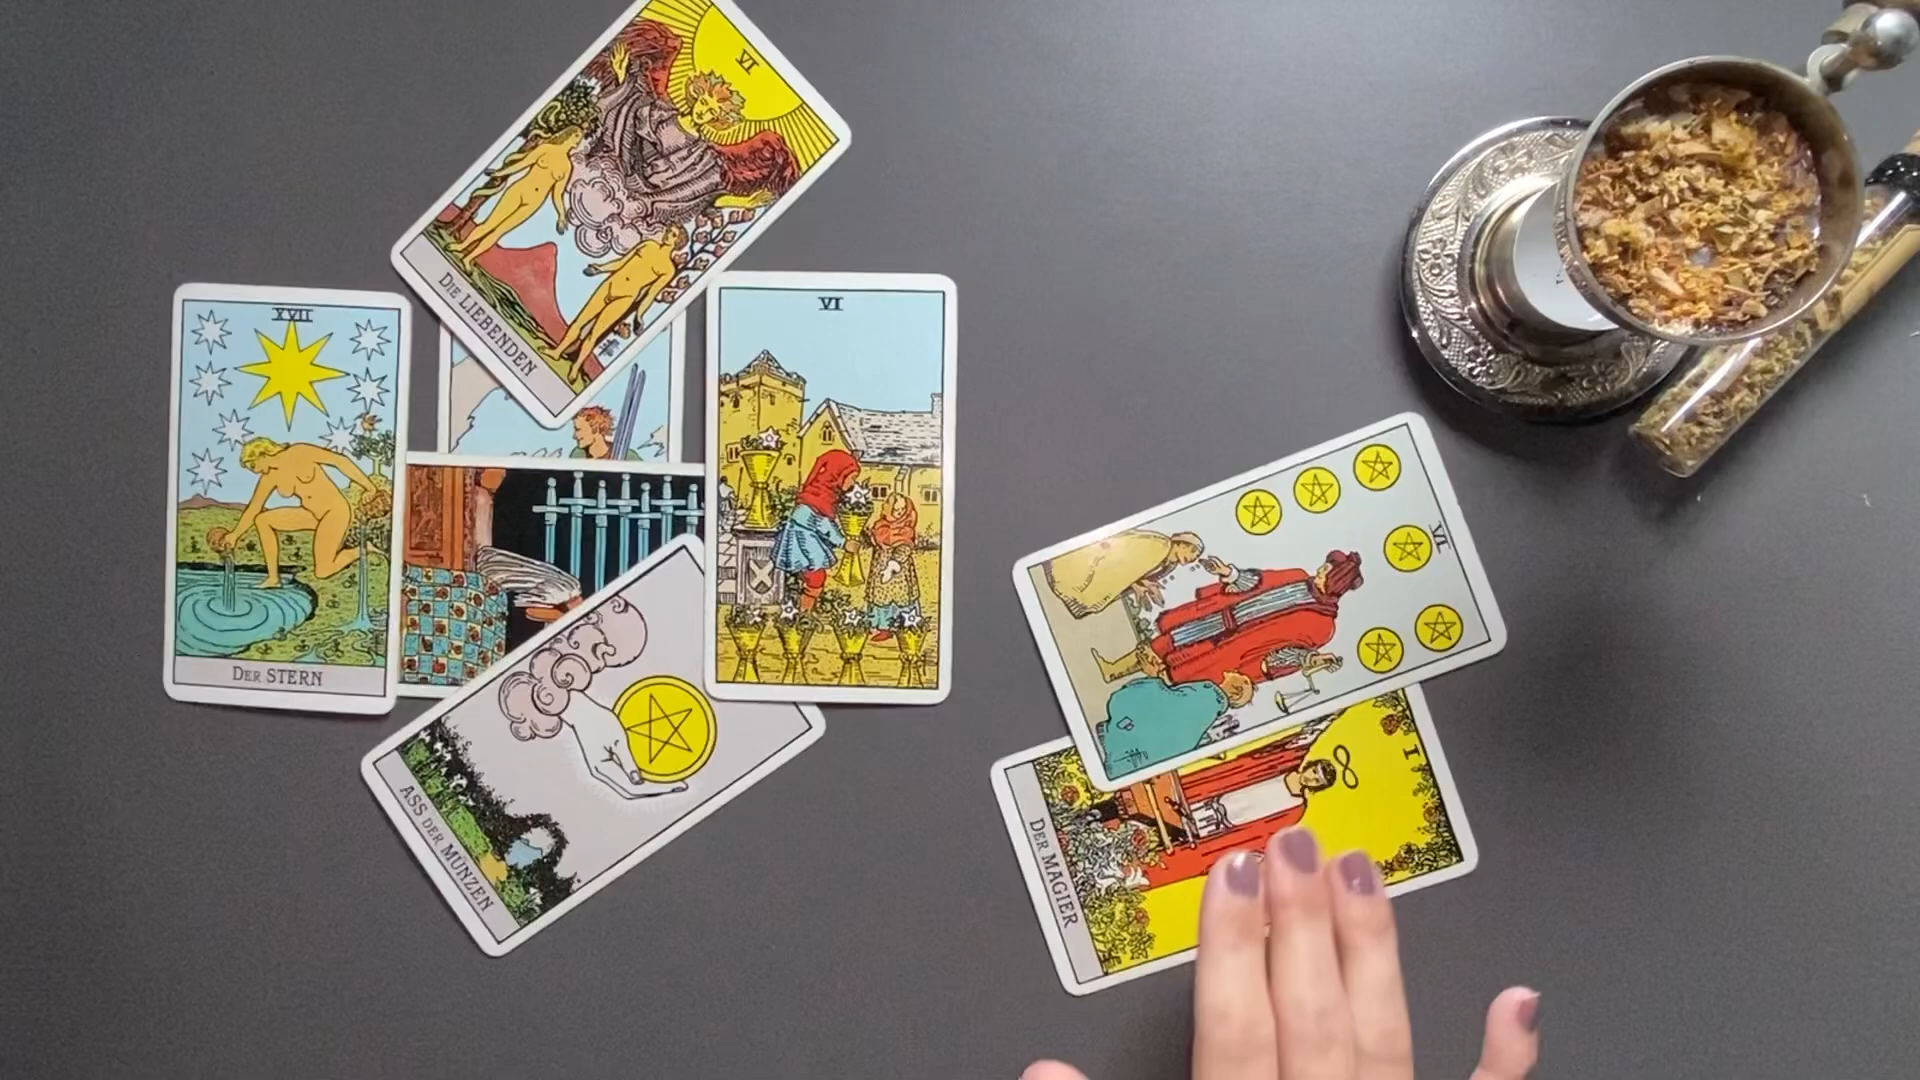 VI
DIE LIEBENDEN
XVII
DER STERN
VI
ASS DER MÜNZEN
VI
I
DER MAGIER